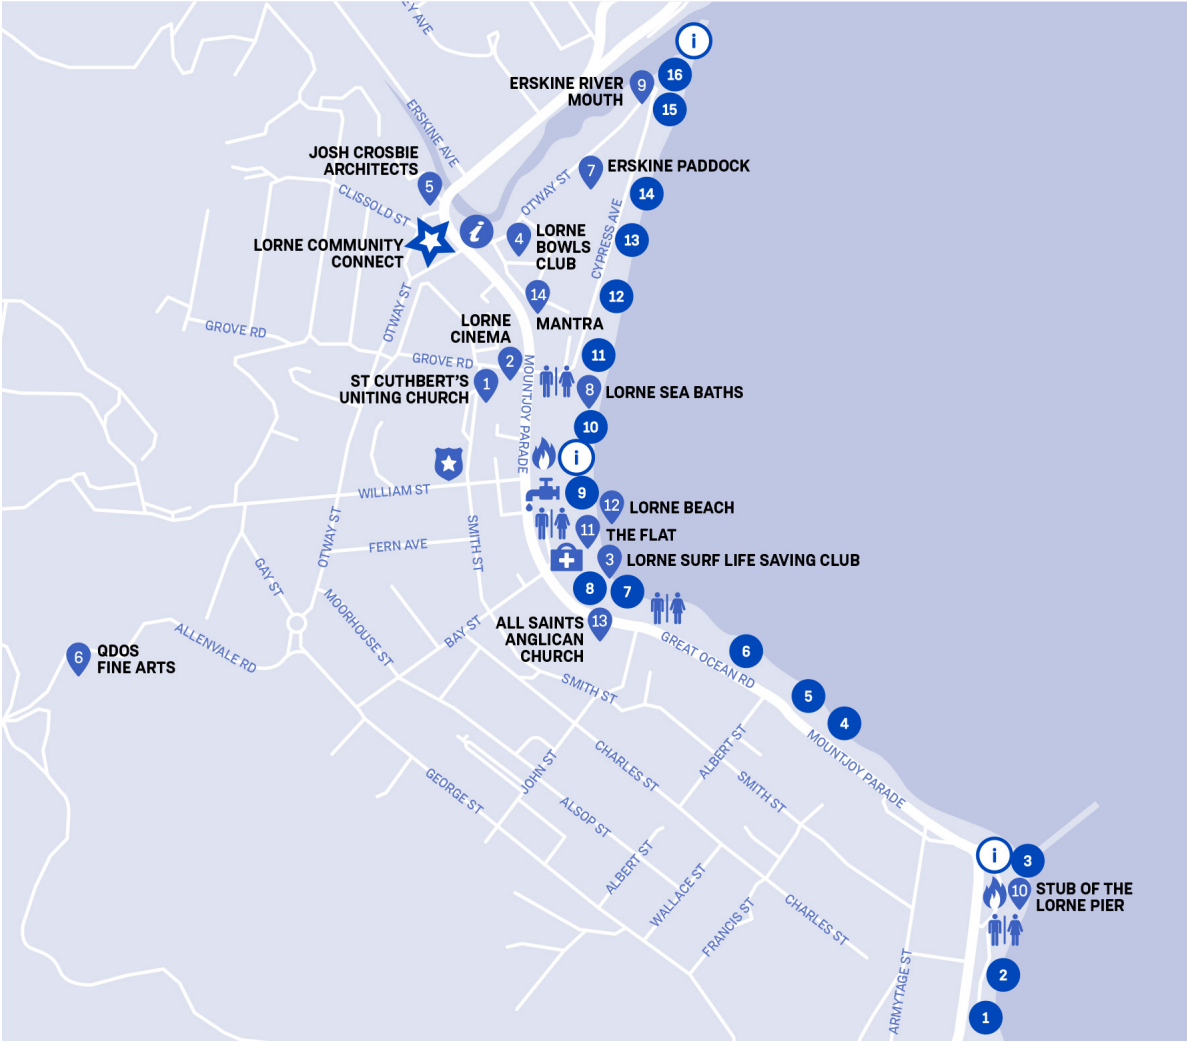 EY AVE
i
16
ERSKINE RIVER
MOUTH
9
15
ERSKINE AVE
JOSH CROSBIE
ARCHITECTS
5
7
ERSKINE PADDOCK
CLISSOLD ST
OTWAY ST
14
LORNE COMMUNITY
CONNECT
i
4
LORNE
BOWLS
CLUB
CYPRESS AVE
13
14
MANTRA
12
OTWAY ST
GROVE RD
LORNE
CINEMA
2
GROVE RD
11
ST CUTHBERT'S
UNITING CHURCH
1
MOUNTJOY PARADE
8
LORNE SEA BATHS
10
i
WILLIAM ST
9
12
LORNE BEACH
11
THE FLAT
OTWAY ST
FERN AVE
SMITH ST
3
LORNE SURF LIFE SAVING CLUB
GAY ST
8
7
MOORHOUSE ST
BAY ST
ALL SAINTS
ANGLICAN
CHURCH
13
GREAT OCEAN RD
6
6
QDOS
FINE ARTS
ALLENVALE RD
SMITH ST
5
4
ALBERT ST
MOUNTJOY PARADE
GEORGE ST
JOHN ST
CHARLES ST
SMITH ST
ALSOP ST
ALBERT ST
WALLACE ST
FRANCIS ST
CHARLES ST
i
3
10
STUB OF THE
LORNE PIER
ARMYTAGE ST
2
1